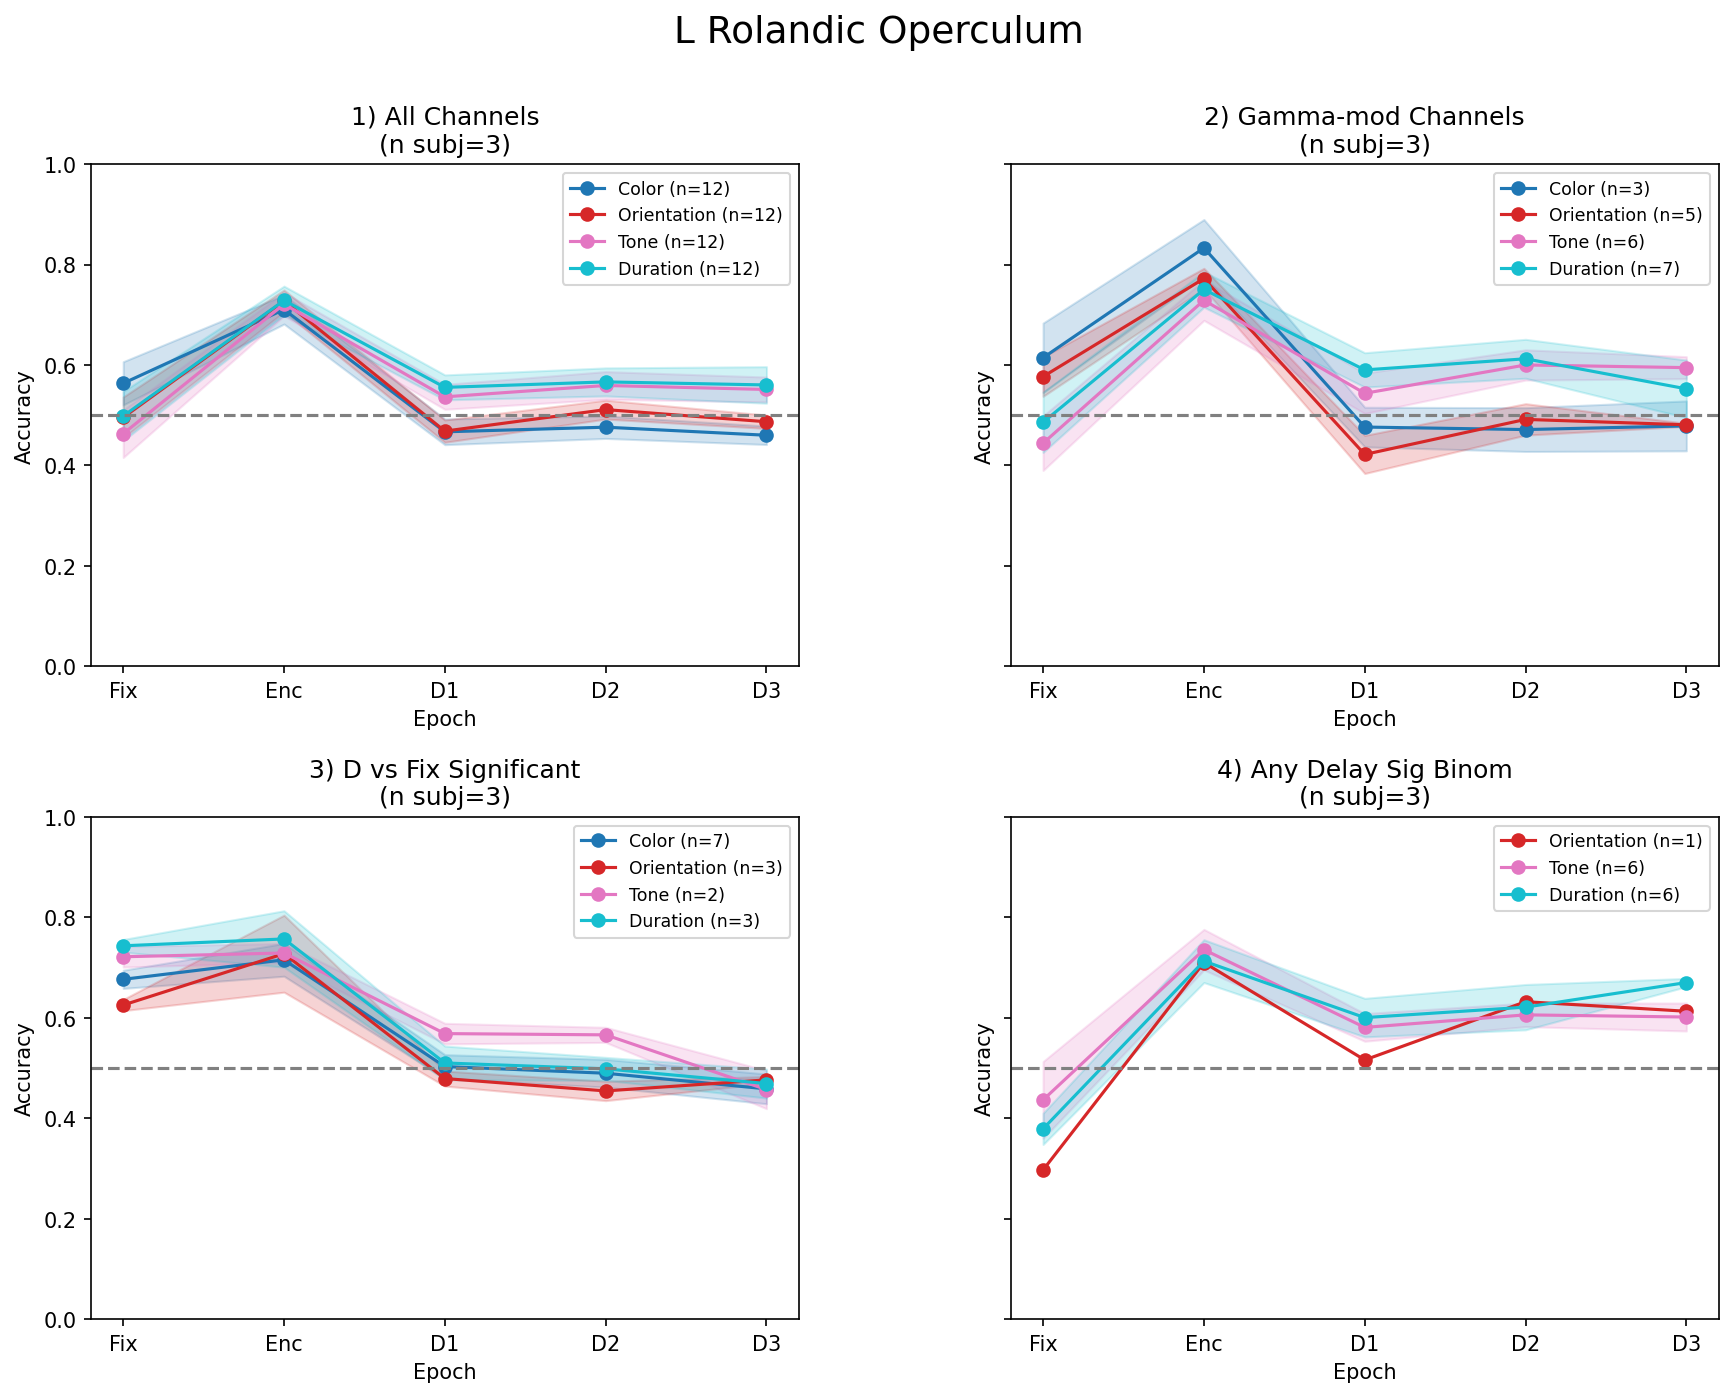 L Rolandic Operculum
1) All Channels
(n subj=3)
Accuracy
1.0
0.8
0.6
0.4
0.2
0.0
Color (n=12)
Orientation (n=12)
Tone (n=12)
Duration (n=12)
Fix Enc D1 D2 D3
Epoch
2) Gamma-mod Channels
(n subj=3)
Accuracy
Color (n=3)
Orientation (n=5)
Tone (n=6)
Duration (n=7)
Fix Enc D1 D2 D3
Epoch
3) D vs Fix Significant
(n subj=3)
Accuracy
1.0
0.8
0.6
0.4
0.2
0.0
Color (n=7)
Orientation (n=3)
Tone (n=2)
Duration (n=3)
Fix Enc D1 D2 D3
Epoch
4) Any Delay Sig Binom
(n subj=3)
Accuracy
Orientation (n=1)
Tone (n=6)
Duration (n=6)
Fix Enc D1 D2 D3
Epoch